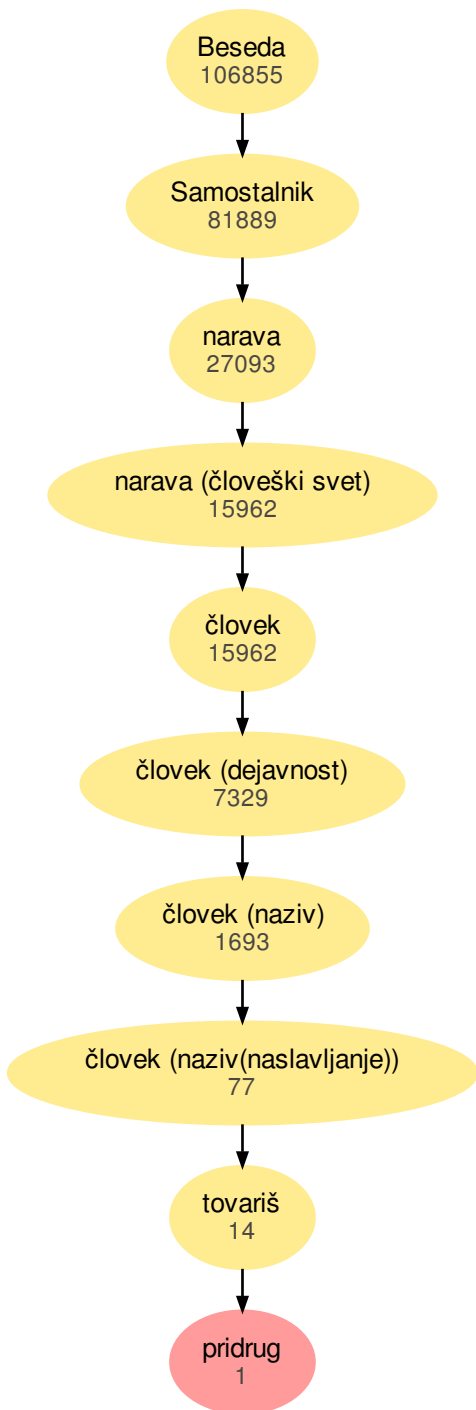 Beseda
106855
Samostalnik
81889
narava
27093
narava (človeški svet)
15962
človek
15962
človek (dejavnost)
7329
človek (naziv)
1693
človek (naziv(naslavljanje))
77
tovariš
14
pridrug
1